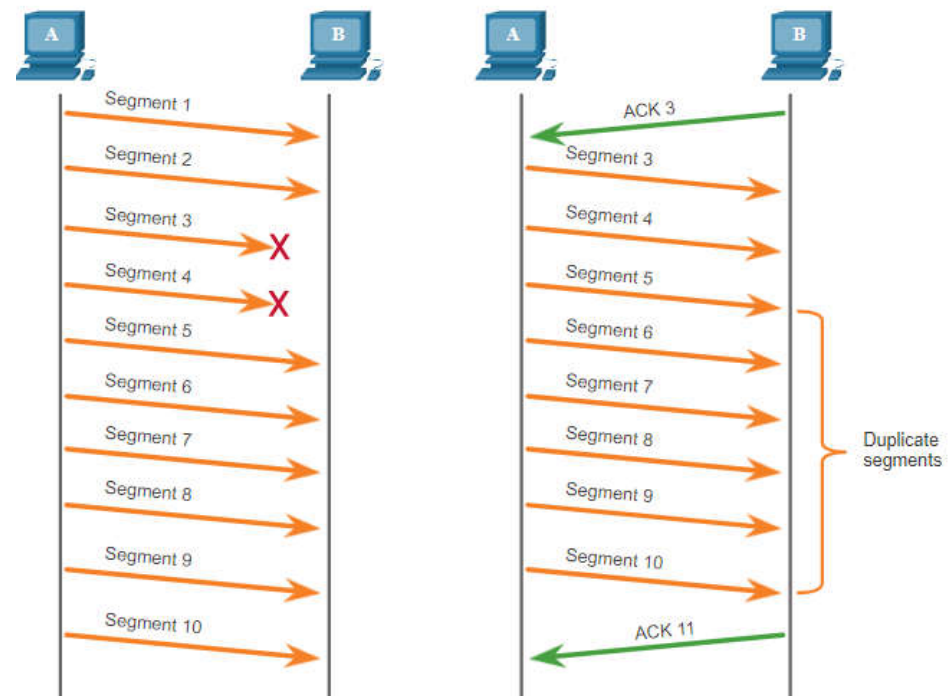 A
B
Segment 1
Segment 2
Segment 3
X
Segment 4
X
Segment 5
Segment 6
Segment 7
Segment 8
Segment 9
Segment 10
A
B
ACK 3
Segment 3
Segment 4
Segment 5
Segment 6
Segment 7
Segment 8
Segment 9
Segment 10
ACK 11
Duplicate
segments